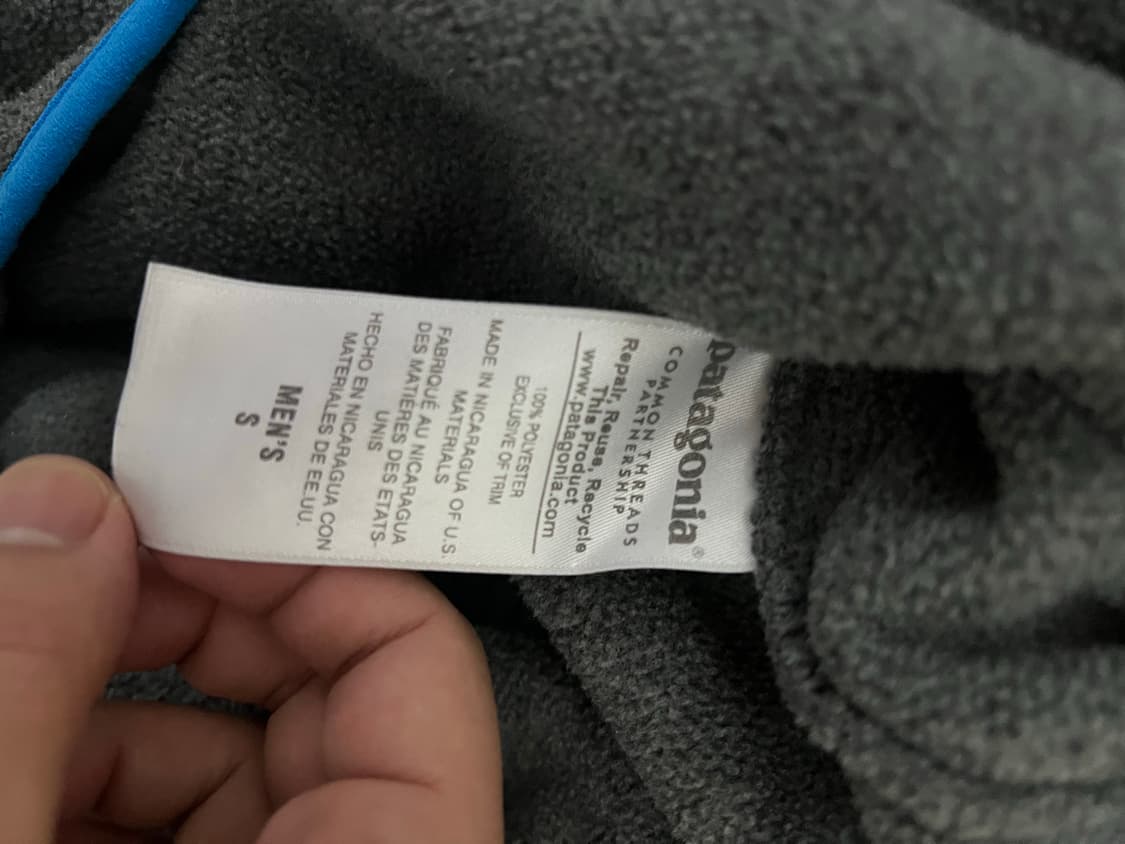 patagonia®
COMMON THREADS
PARTNERSHIP
Repair, Reuse, Recycle
This Product
www.patagonia.com
100% POLYESTER
EXCLUSIVE OF TRIM
MADE IN NICARAGUA OF U.S.
MATERIALS
FABRIQUÉ AU NICARAGUA
DES MATIÈRES DES ETATS-
UNIS
HECHO EN NICARAGUA CON
MATERIALES DE EE.UU.
MEN'S
S